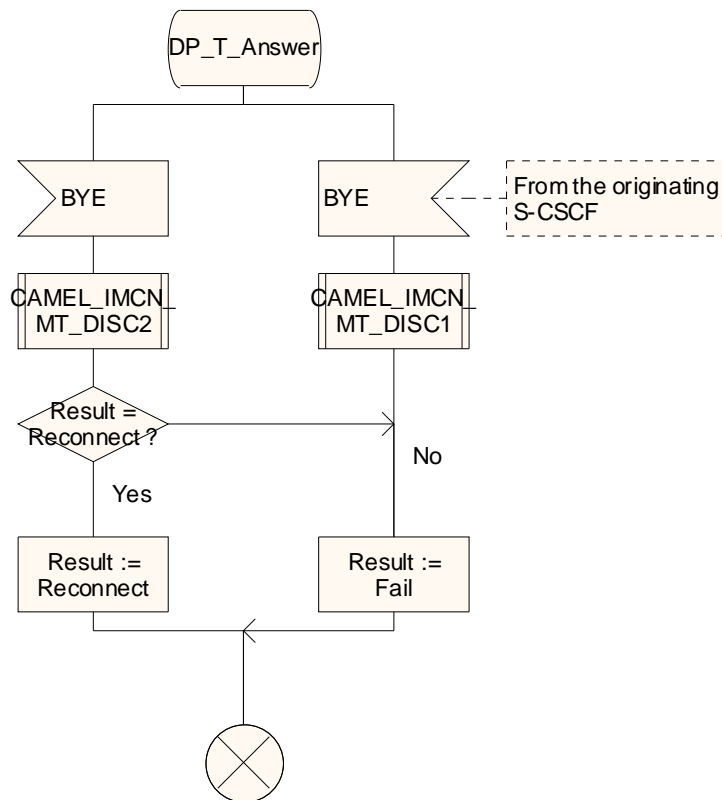 DP_T_Answer
BYE
BYE
From the originating
S-CSCF
CAMEL_IMCN_
MT_DISC2
CAMEL_IMCN_
MT_DISC1
Result =
Reconnect ?
No
Yes
Result :=
Reconnect
Result :=
Fail